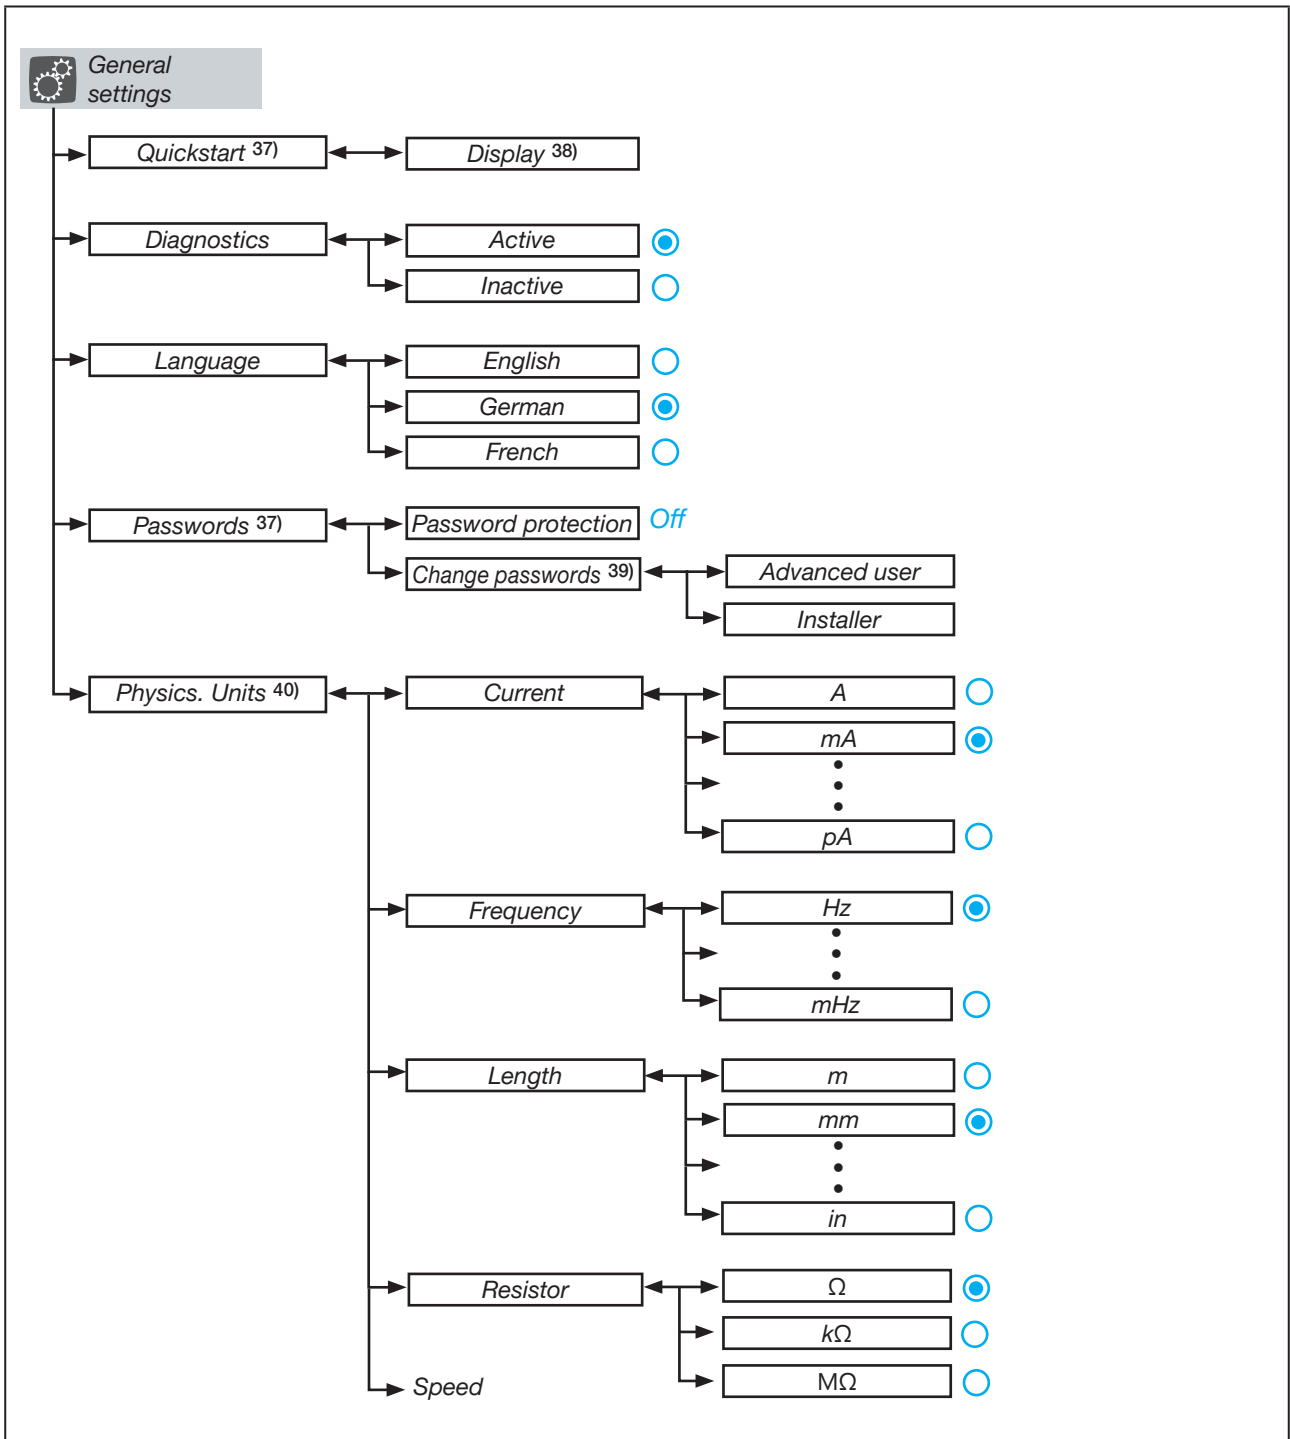 General
settings
Quickstart 37)
Display 38)
Diagnostics
Active
Inactive
Language
English
German
French
Passwords 37)
Password protection
Off
Change passwords 39)
Advanced user
Installer
Physics. Units 40)
Current
A
mA
pA
Frequency
Hz
mHz
Length
m
mm
in
Resistor
Ω
kΩ
MΩ
Speed